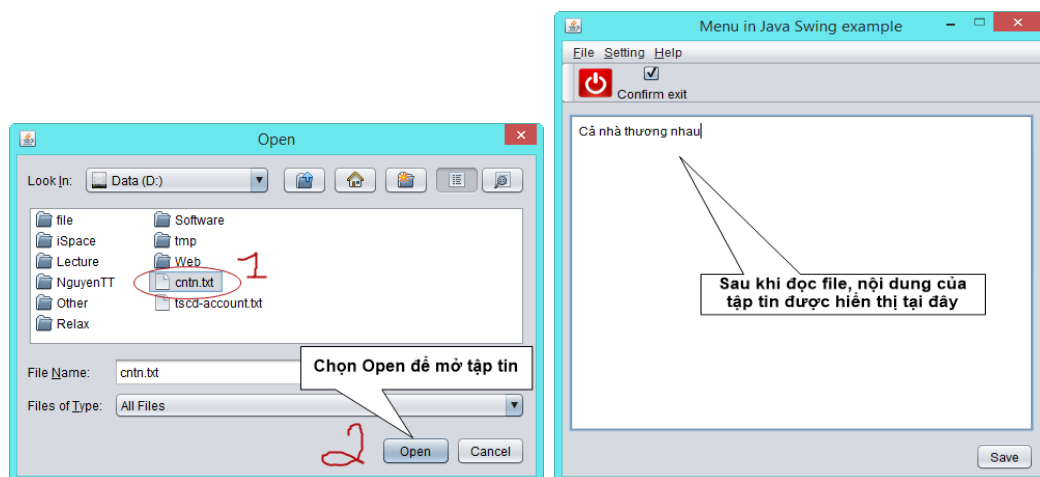 Open
Look In:
Data (D:)
file
iSpace
Lecture
NguyenTT
Other
Relax
Software
tmp
Web
cntn.txt
tscd-account.txt
1
File Name:
cntn.txt
Chọn Open để mở tập tin
Files of Type:
All Files
2
Open
Cancel
Menu in Java Swing example
File Setting Help
Confirm exit
Cả nhà thương nhau
Sau khi đọc file, nội dung của
tập tin được hiển thị tại đây
Save